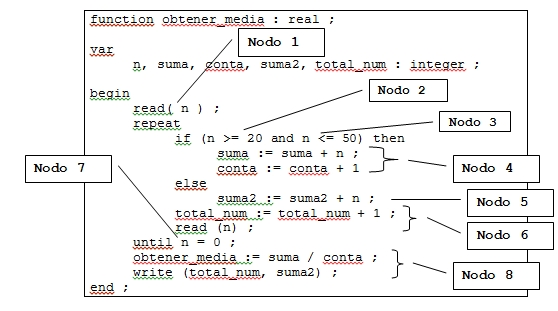 function obtener_media : real ;
Nodo 1
var
n, suma, conta, suma2, total_num : integer ;
Nodo 2
begin
read( n ) ;
repeat
Nodo 3
if (n >= 20 and n <= 50) then
suma := suma + n ;
conta := conta + 1
Nodo 4
Nodo 7
else
suma2 := suma2 + n ;
Nodo 5
total_num := total_num + 1 ;
read (n) ;
Nodo 6
until n = 0 ;
obtener_media := suma / conta ;
write (total_num, suma2) ;
Nodo 8
end ;